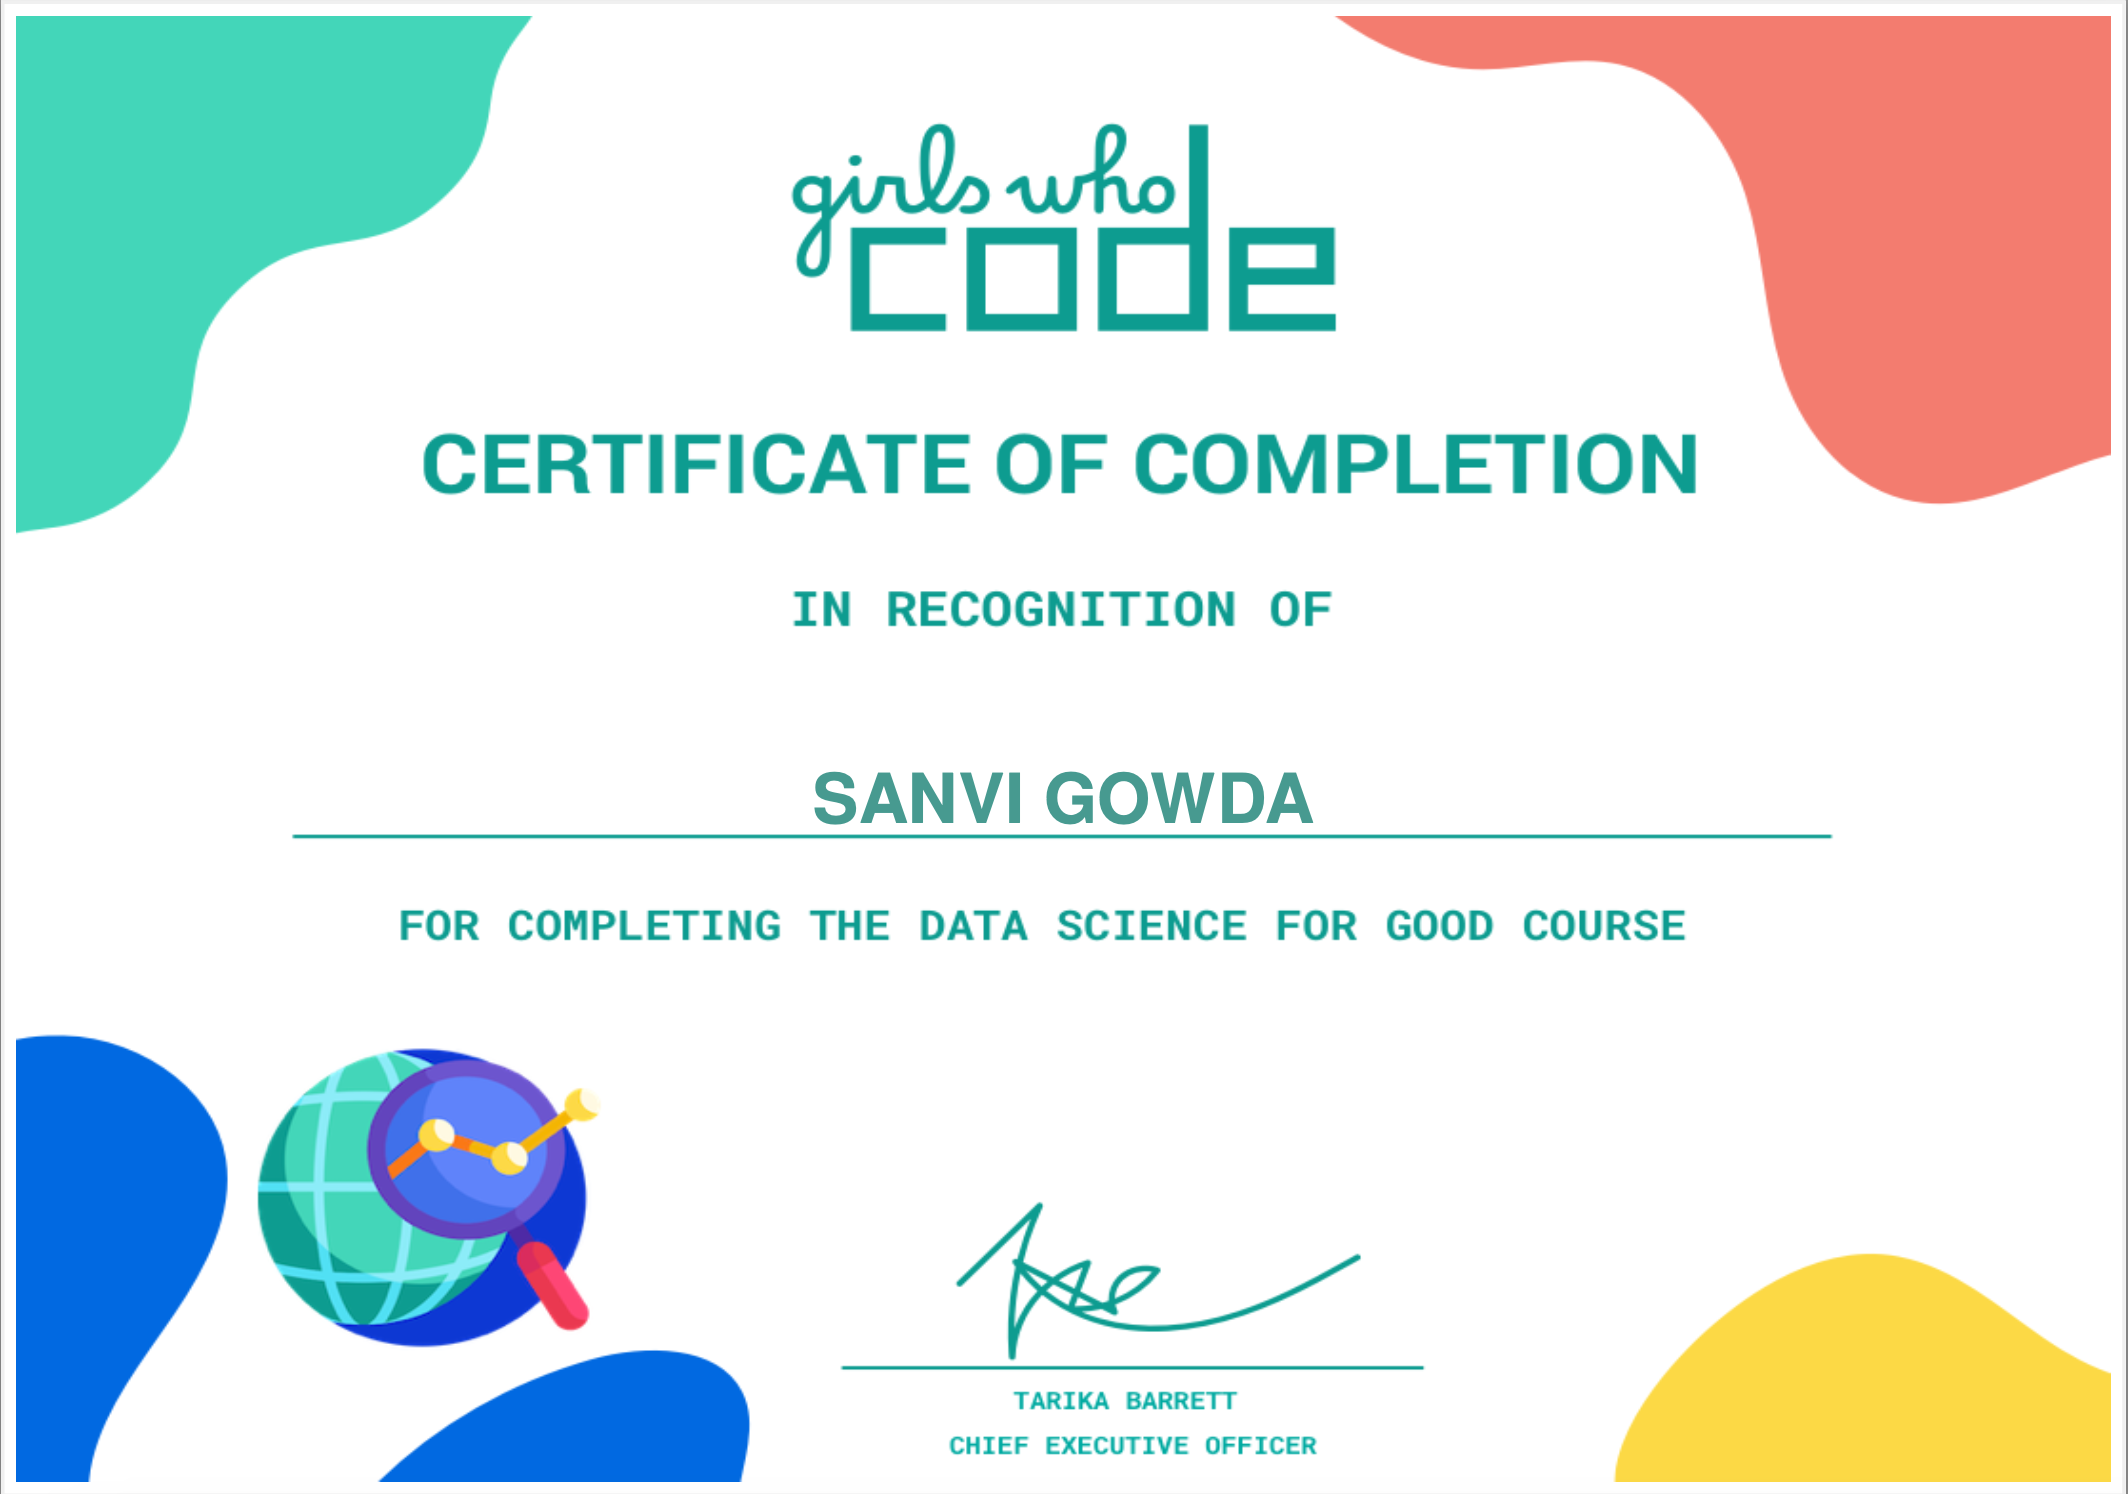 girls who
code
CERTIFICATE OF COMPLETION
IN RECOGNITION OF
SANVI GOWDA
FOR COMPLETING THE DATA SCIENCE FOR GOOD COURSE
TARIKA BARRETT
CHIEF EXECUTIVE OFFICER